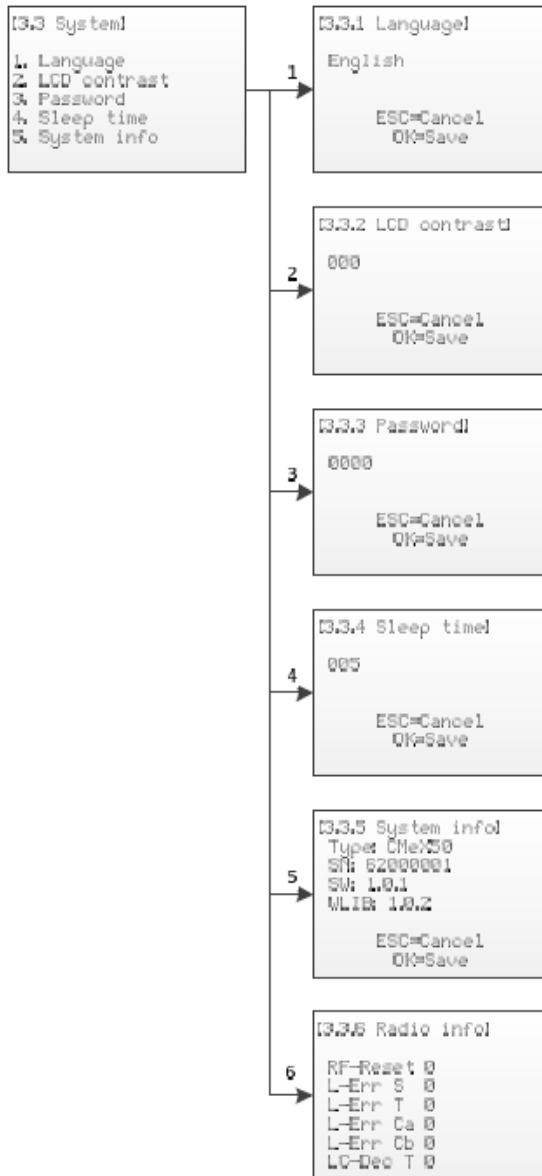 [3.3 System]
1. Language
2. LCD contrast
3. Password
4. Sleep time
5. System info
1
[3.3.1 Language]
English
ESC=Cancel
OK=Save
2
[3.3.2 LCD contrast]
000
ESC=Cancel
OK=Save
3
[3.3.3 Password]
0000
ESC=Cancel
OK=Save
4
[3.3.4 Sleep time]
005
ESC=Cancel
OK=Save
5
[3.3.5 System info]
Type: CMeX50
SN: 62000001
SW: 1.0.1
WLIB: 1.0.2
ESC=Cancel
OK=Save
6
[3.3.6 Radio info]
RF-Reset 0
L-Err S 0
L-Err T 0
L-Err Ca 0
L-Err Cb 0
LC-Dec T 0